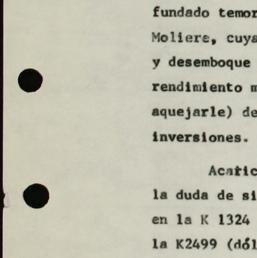 fundado temor
Moliere, cuya
y desemboque
rendimiento m
aquejarle) de
inversiones.
Acaric
la duda de si
en la K 1324
la K2499 (dól